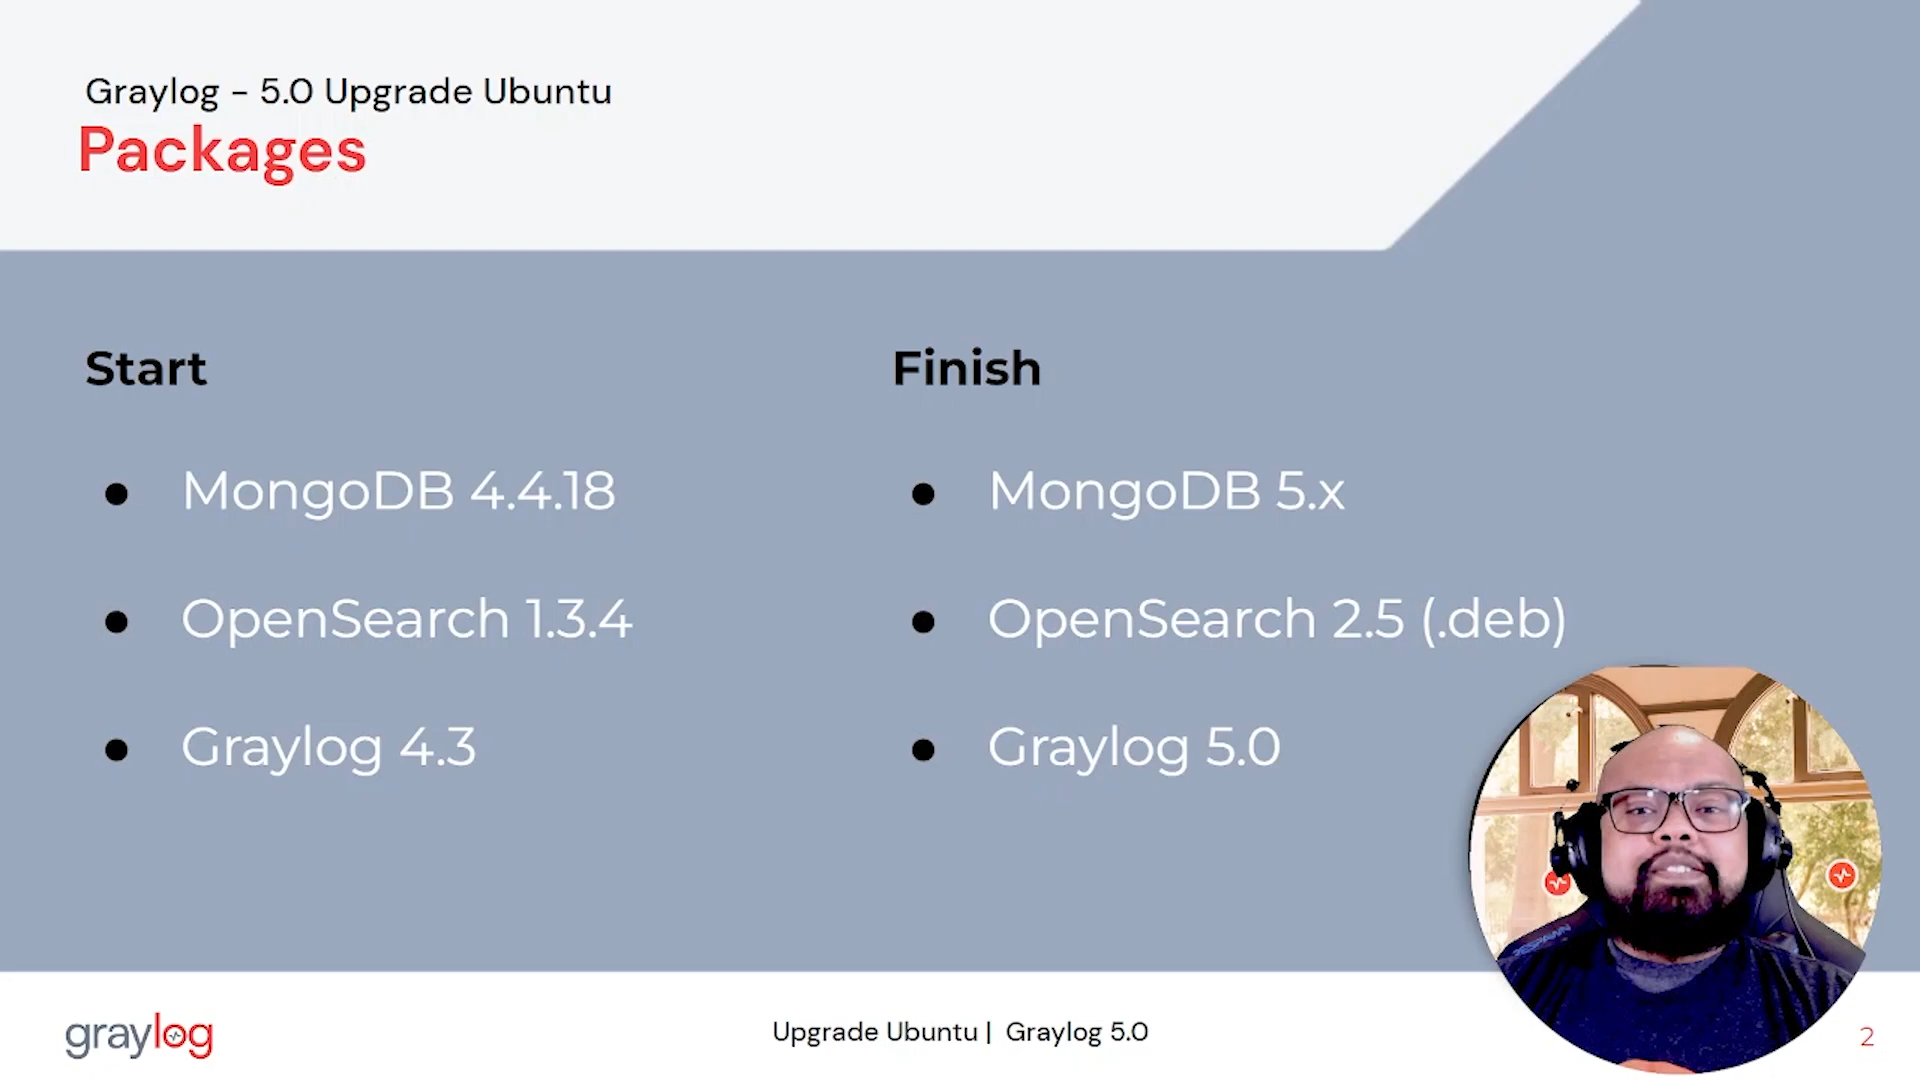 Graylog - 5.0 Upgrade Ubuntu
Packages
Start
MongoDB 4.4.18
OpenSearch 1.3.4
Graylog 4.3
Finish
MongoDB 5.x
OpenSearch 2.5 (.deb)
Graylog 5.0
graylog
Upgrade Ubuntu | Graylog 5.0
2